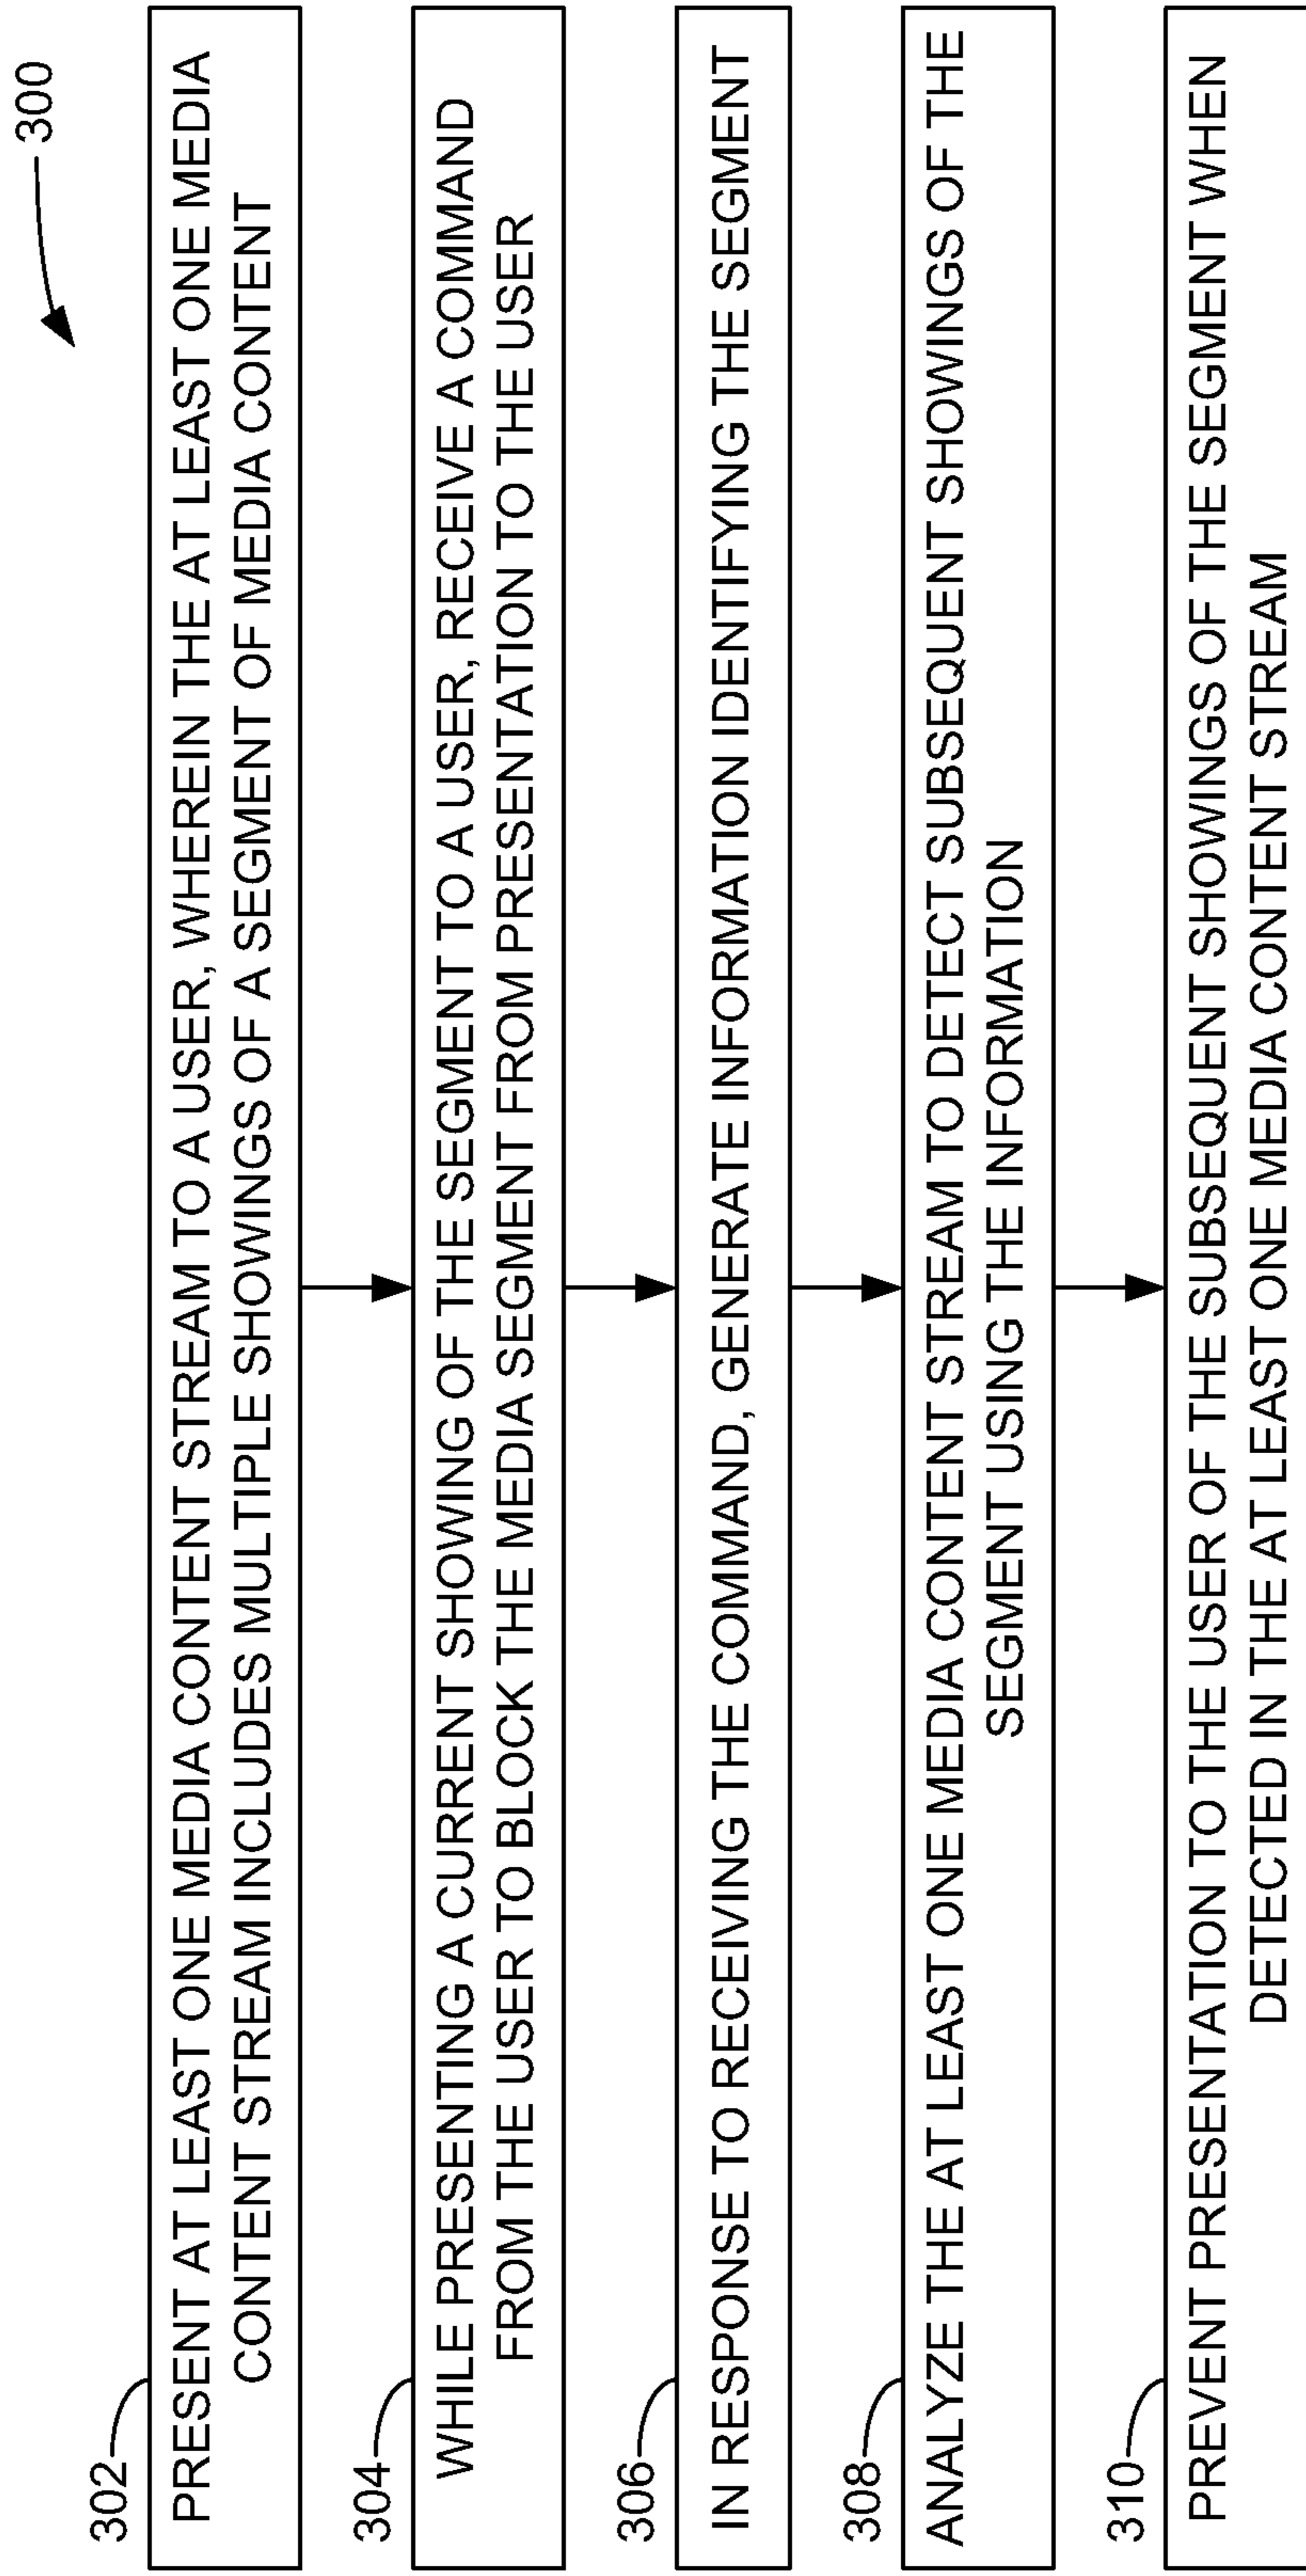 300
302
PRESENT AT LEAST ONE MEDIA CONTENT STREAM TO A USER, WHEREIN THE AT LEAST ONE MEDIA
CONTENT STREAM INCLUDES MULTIPLE SHOWINGS OF A SEGMENT OF MEDIA CONTENT
304
WHILE PRESENTING A CURRENT SHOWING OF THE SEGMENT TO A USER, RECEIVE A COMMAND
FROM THE USER TO BLOCK THE MEDIA SEGMENT FROM PRESENTATION TO THE USER
306
IN RESPONSE TO RECEIVING THE COMMAND, GENERATE INFORMATION IDENTIFYING THE SEGMENT
308
ANALYZE THE AT LEAST ONE MEDIA CONTENT STREAM TO DETECT SUBSEQUENT SHOWINGS OF THE
SEGMENT USING THE INFORMATION
310
PREVENT PRESENTATION TO THE USER OF THE SUBSEQUENT SHOWINGS OF THE SEGMENT WHEN
DETECTED IN THE AT LEAST ONE MEDIA CONTENT STREAM